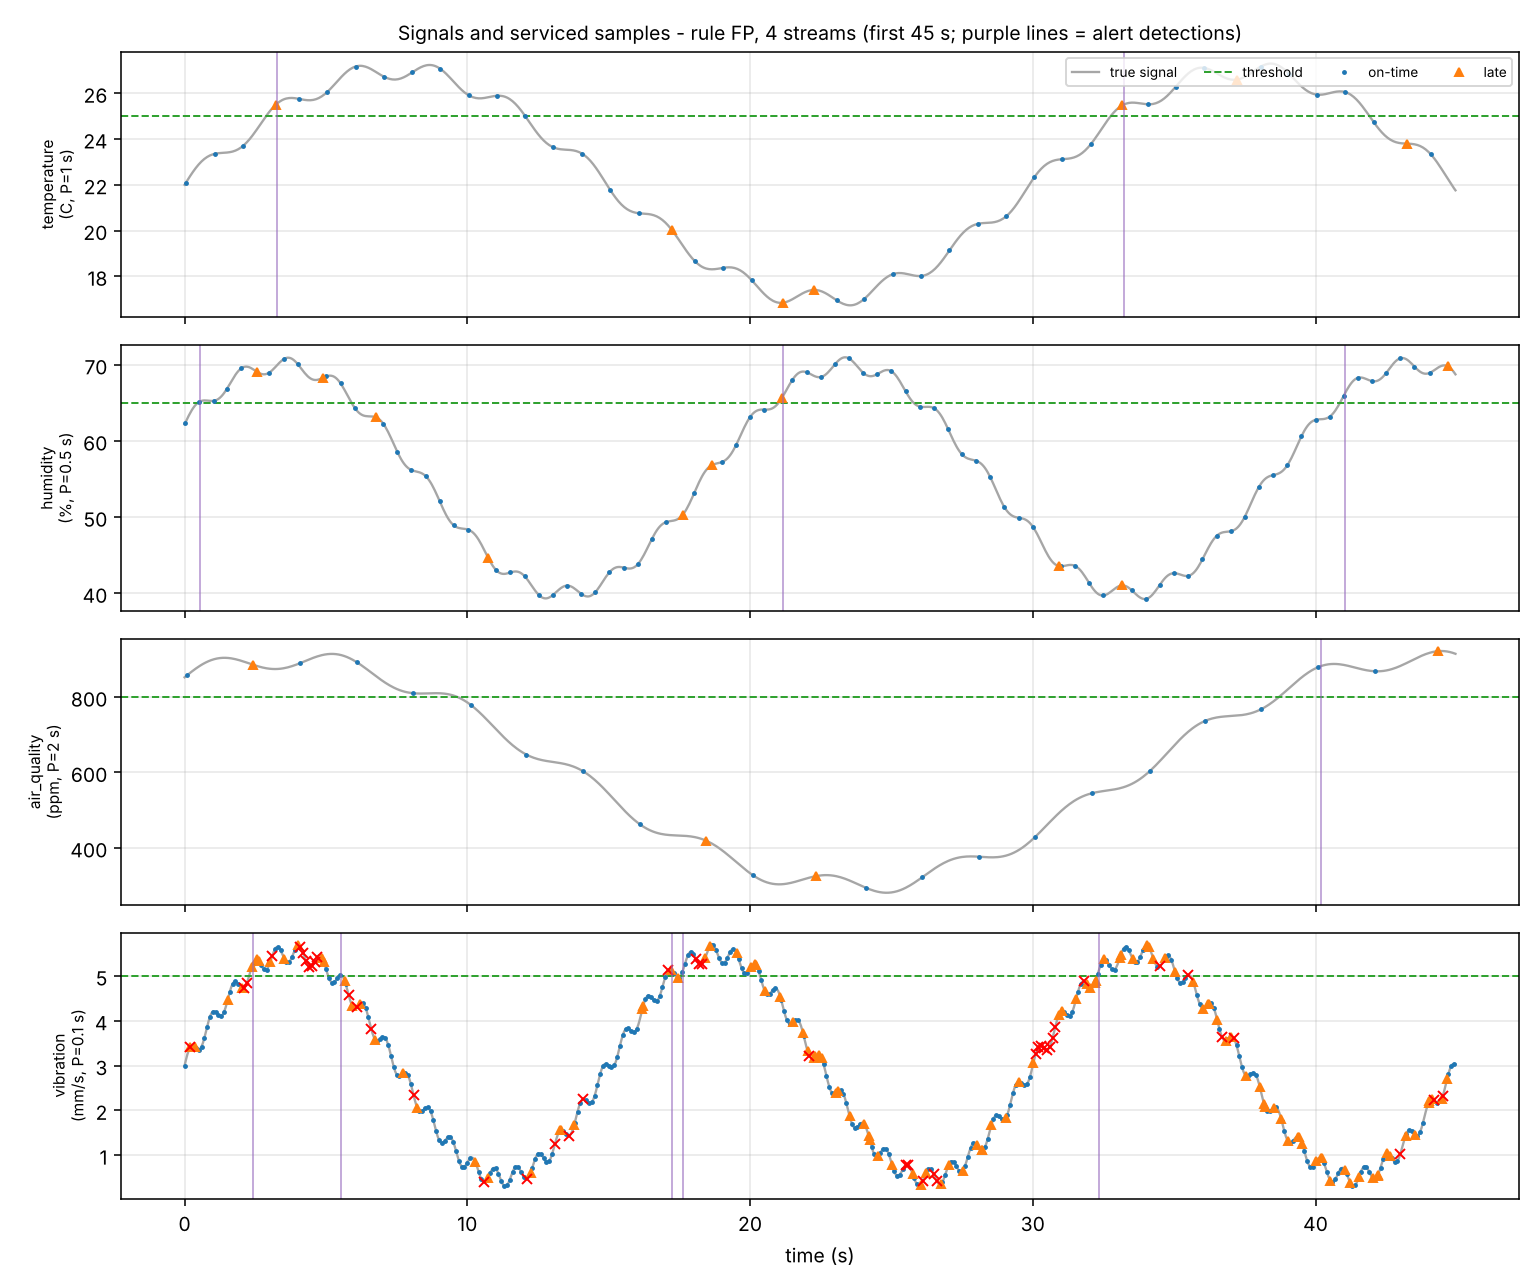 Signals and serviced samples - rule FP, 4 streams (first 45 s; purple lines = alert detections)
true signal
threshold
on-time
late
temperature
(C, P=1 s)
26
24
22
20
18
humidity
(%, P=0.5 s)
70
60
50
40
air_quality
(ppm, P=2 s)
800
600
400
vibration
(mm/s, P=0.1 s)
5
4
3
2
1
0
10
20
30
40
time (s)